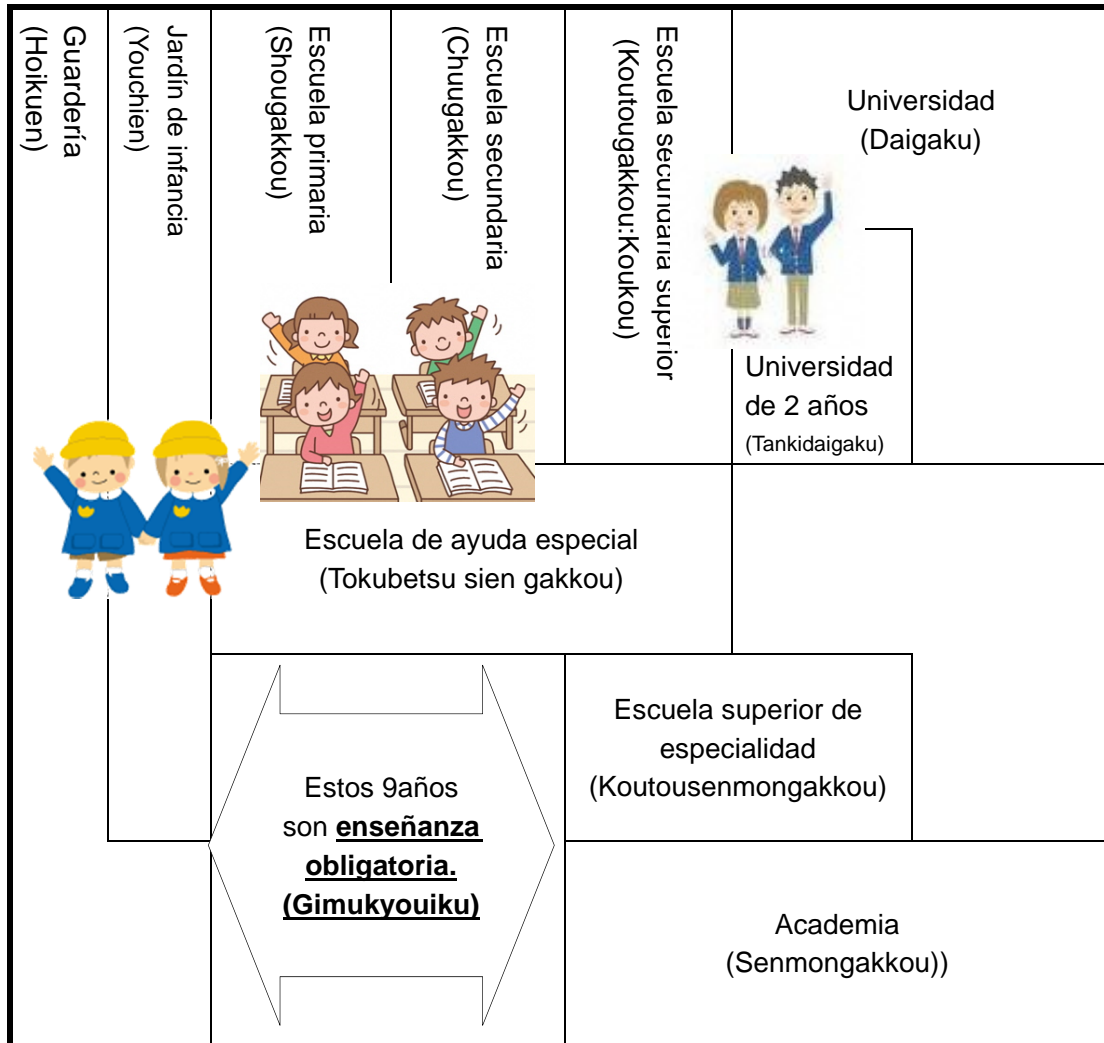 Guardería
(Hoikuen)
Jardín de infancia
(Youchien)
Escuela primaria
(Shougakkou)
Escuela secundaria
(Chuugakkou)
Escuela secundaria superior
(Koutougakkou:Koukou)
Universidad
(Daigaku)
Universidad
de 2 años
(Tankidaigaku)
Escuela de ayuda especial
(Tokubetsu sien gakkou)
Estos 9años
son enseñanza
obligatoria.
(Gimukyouiku)
Escuela superior de
especialidad
(Koutousenmongakkou)
Academia
(Senmongakkou))